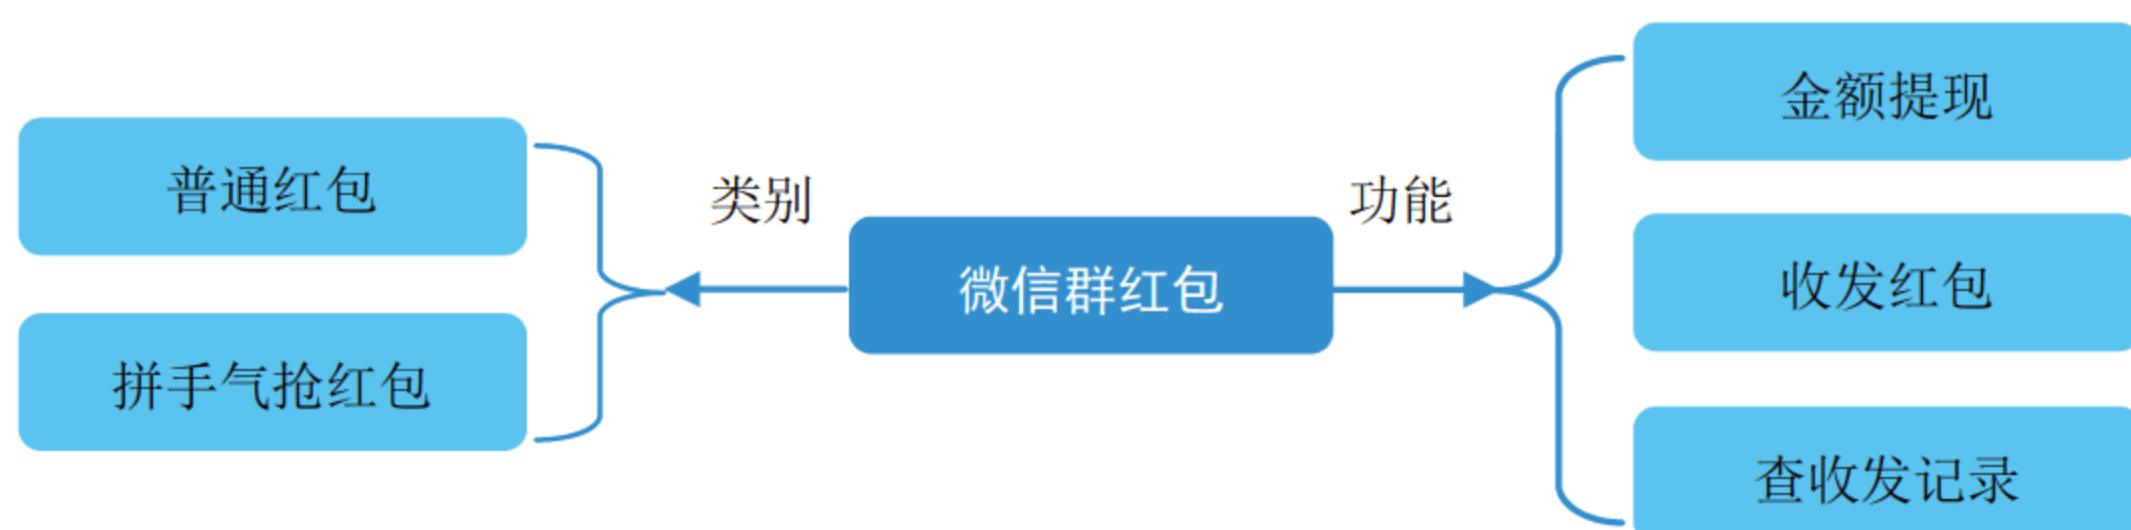 普通红包
拼手气抢红包
类别
微信群红包
功能
金额提现
收发红包
查收发记录